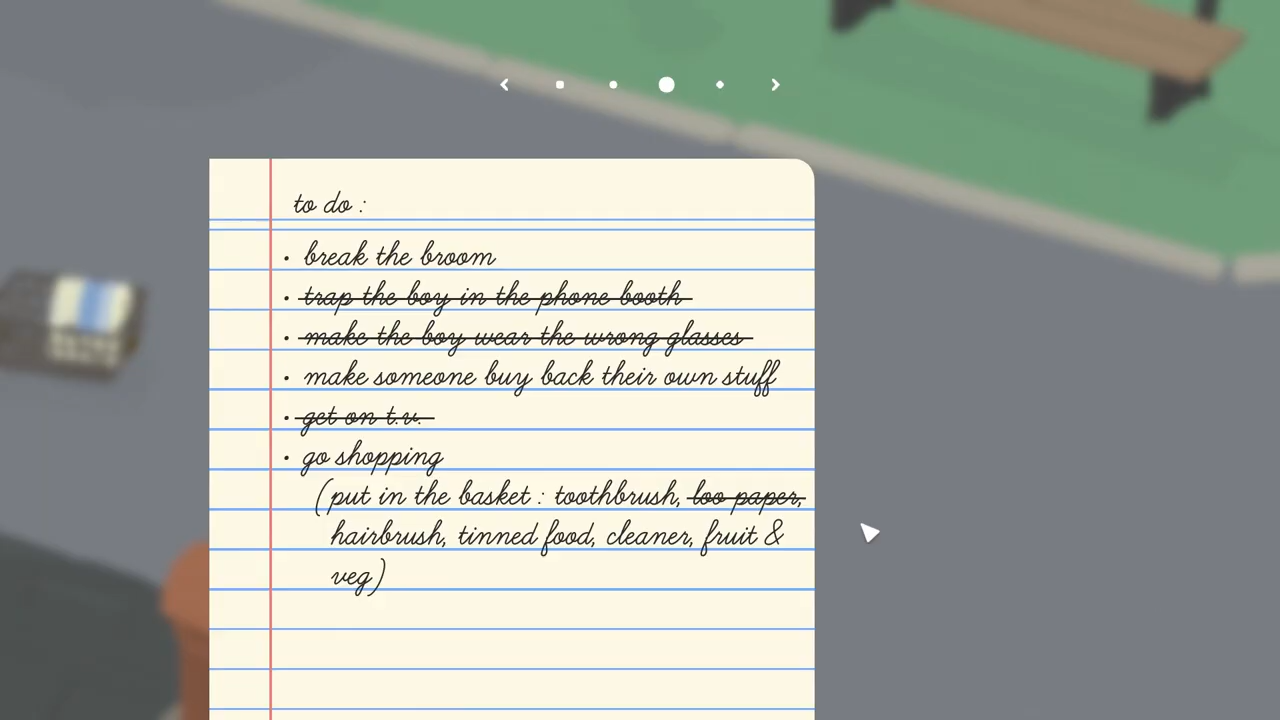 to do :
• break the broom
• trap the boy in the phone booth
• make the boy wear the wrong glasses
• make someone buy back their own stuff
• get on t.v.
• go shopping
(put in the basket : toothbrush, loo paper,
hairbrush, tinned food, cleaner, fruit &
veg)